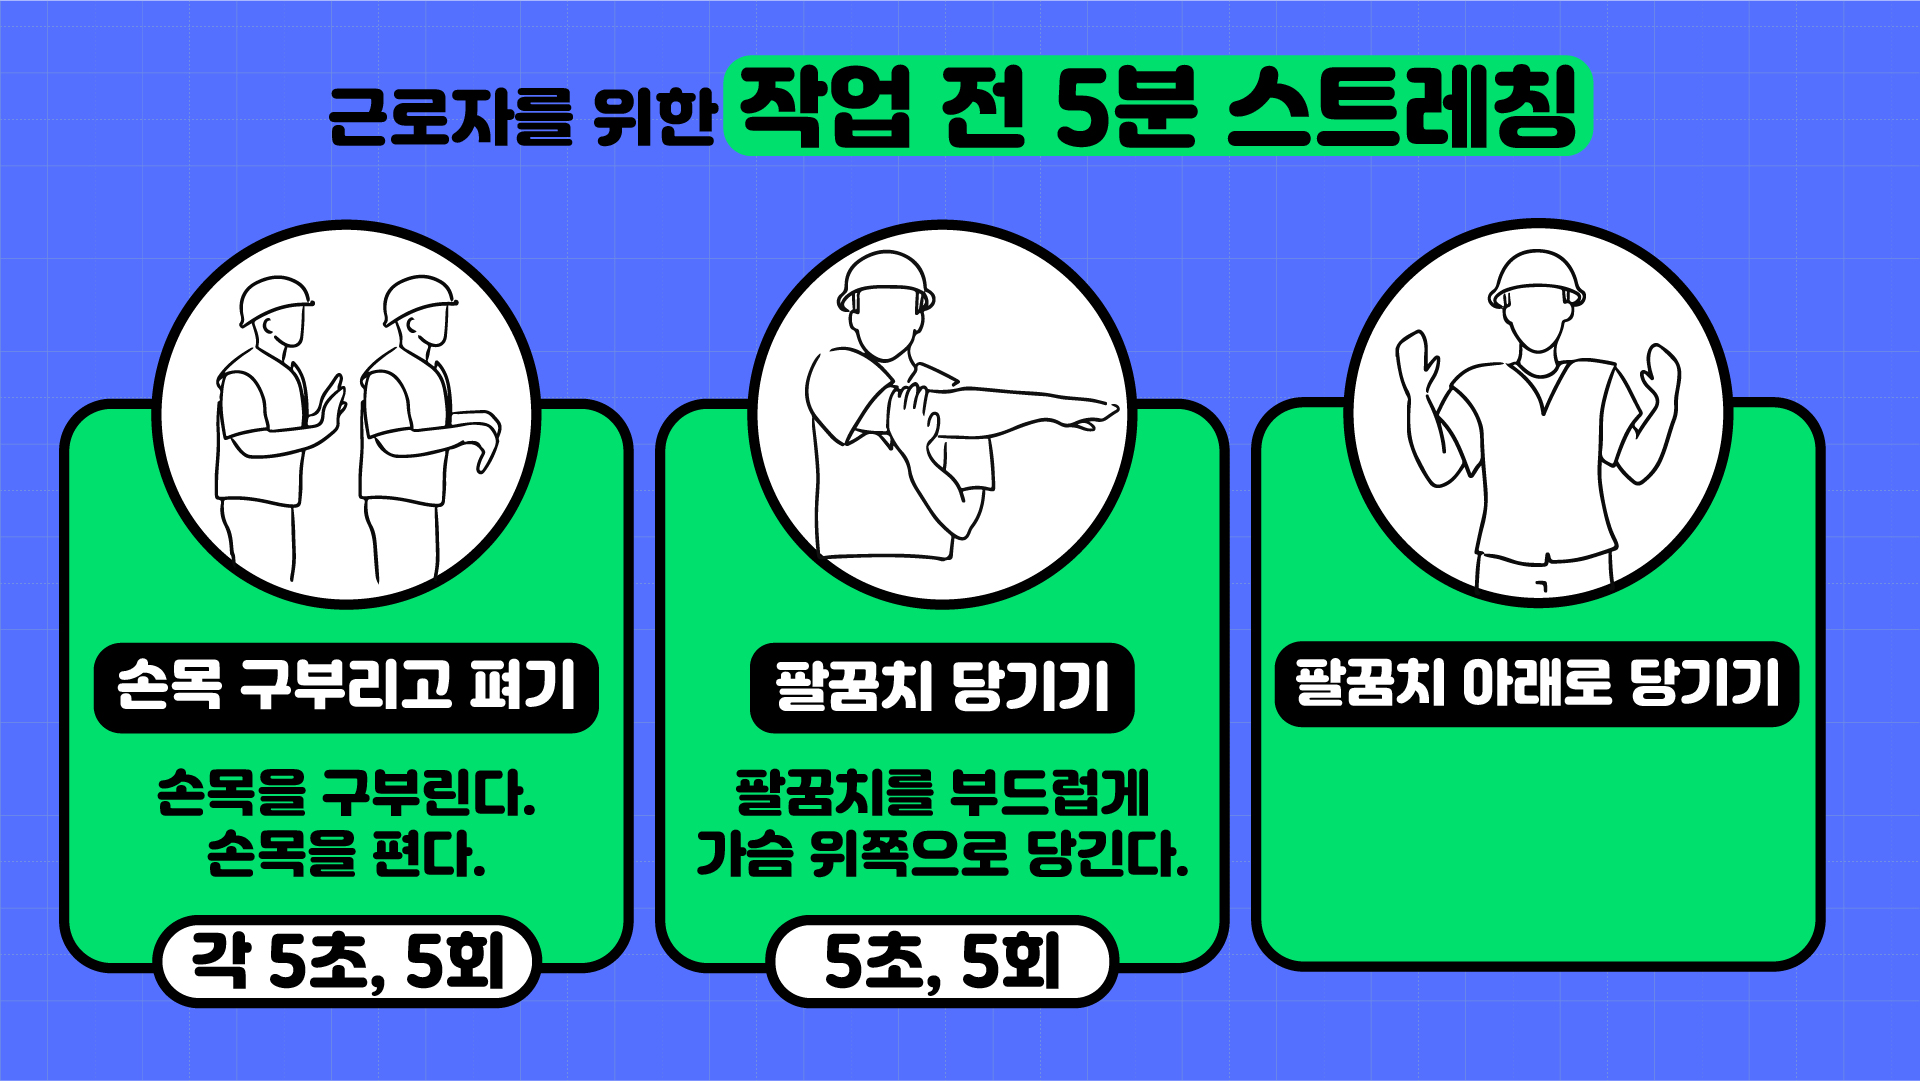 근로자를 위한 작업 전 5분 스트레칭
손목 구부리고 펴기
손목을 구부린다.
손목을 편다.
각 5초, 5회
팔꿈치 당기기
팔꿈치를 부드럽게
가슴 위쪽으로 당긴다.
5초, 5회
팔꿈치 아래로 당기기